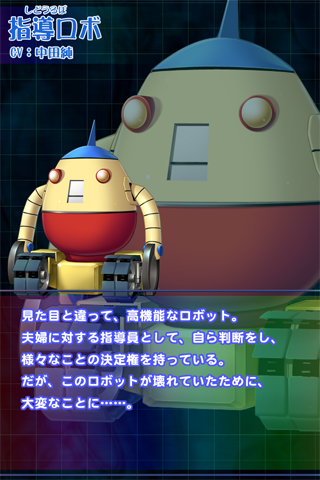 しどうろぼ
指導ロボ
CV：中田純
見た目と違って、高機能なロボット。
夫婦に対する指導員として、自ら判断をし、
様々なことの決定権を持っている。
だが、このロボットが壊れていたために、
大変なことに……。